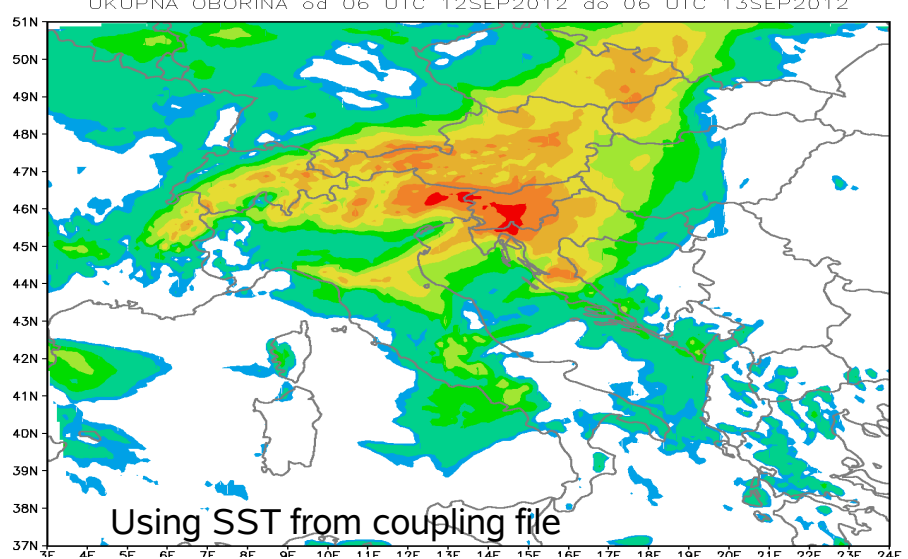 UKUPNA OBORINA od 06 UTC 12SEP2012 do 06 UTC 13SEP2012
51N
50N
49N
48N
47N
46N
45N
44N
43N
42N
41N
40N
39N
38N
37N
Using SST from coupling file
3E 4E 5E 6E 7E 8E 9E 10E 11E 12E 13E 14E 15E 16E 17E 18E 19E 20E 21E 22E 23E 24E